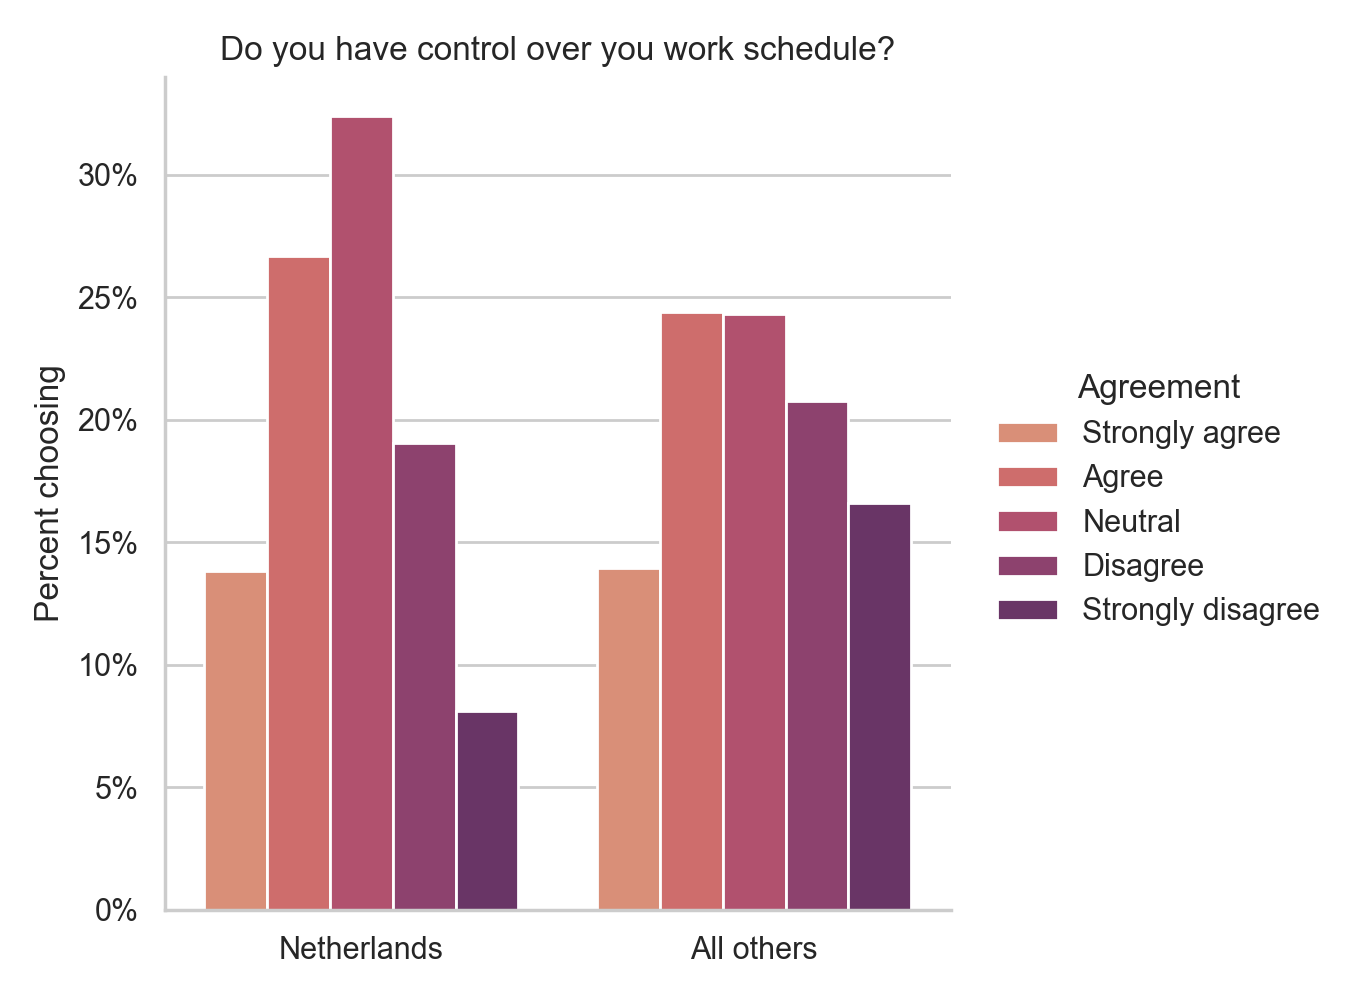 Do you have control over you work schedule?
Percent choosing
30%
25%
20%
15%
10%
5%
0%
Netherlands
All others
Agreement
Strongly agree
Agree
Neutral
Disagree
Strongly disagree